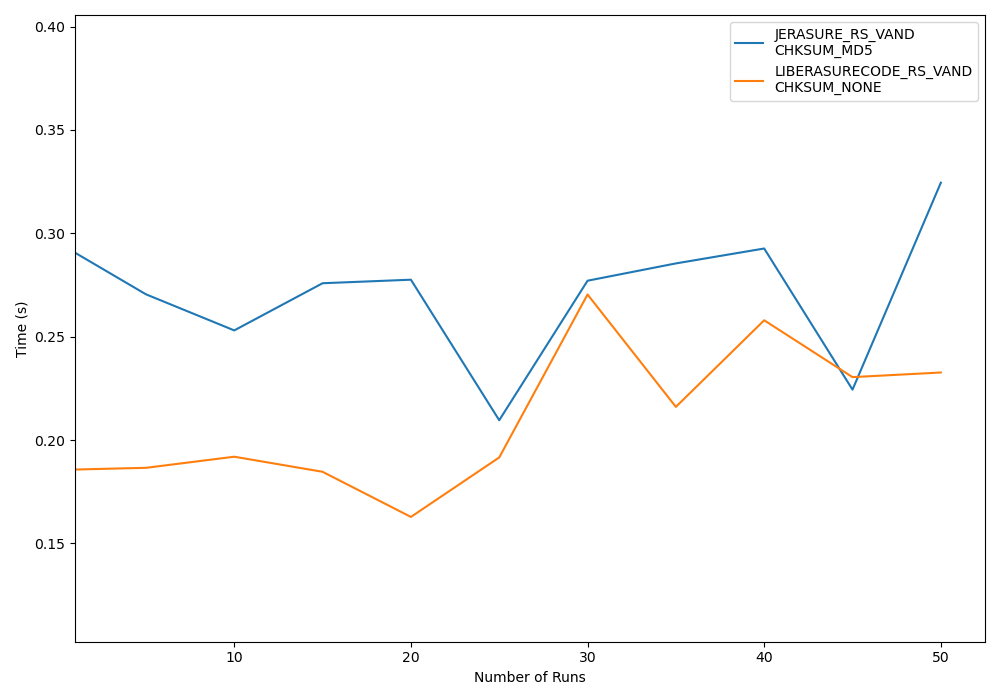 0.40
0.35
0.30
0.25
0.20
0.15
Time (s)
10
20
30
40
50
Number of Runs
JERASURE_RS_VAND
CHKSUM_MD5
LIBERASURECODE_RS_VAND
CHKSUM_NONE